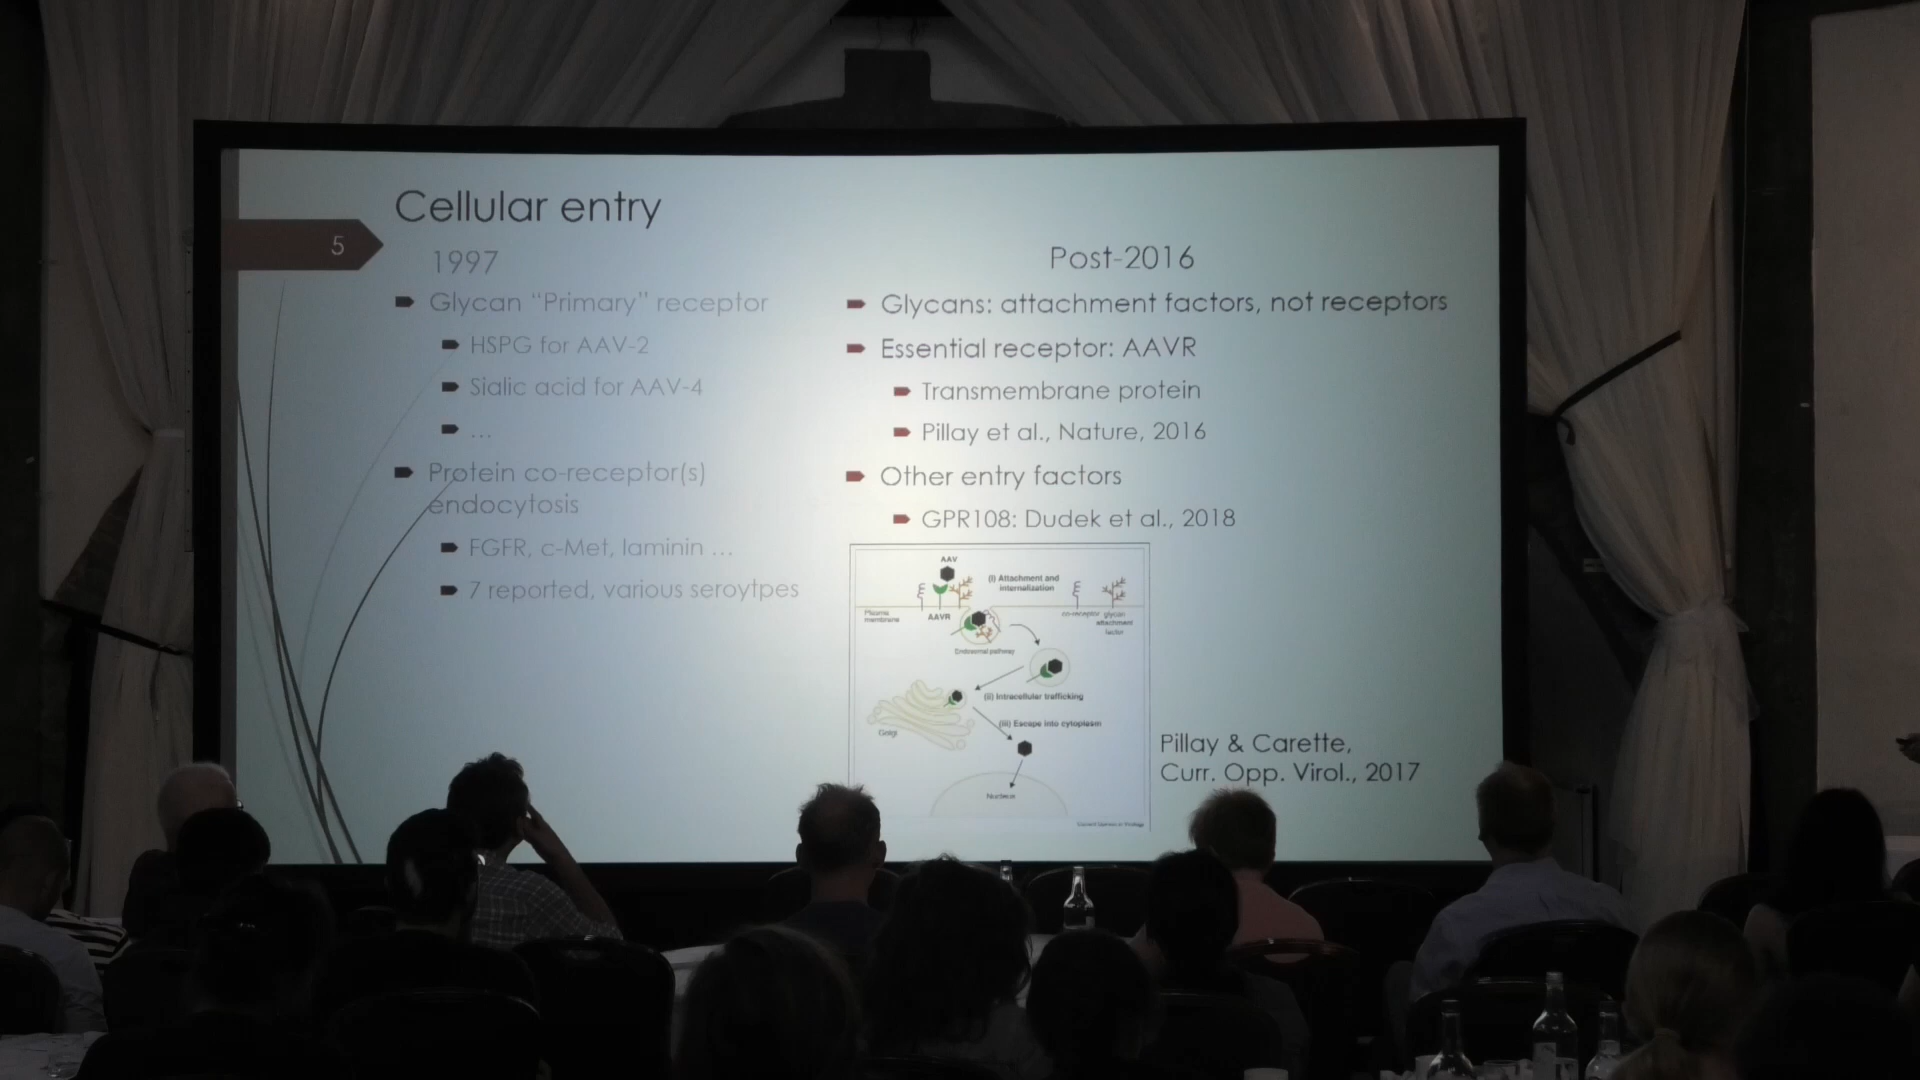 Cellular entry
5
1997
Glycan “Primary” receptor
HSPG for AAV-2
Sialic acid for AAV-4
...
Protein co-receptor(s)
endocytosis
FGFR, c-Met, laminin ...
7 reported, various seroytpes
Post-2016
Glycans: attachment factors, not receptors
Essential receptor: AAVR
Transmembrane protein
Pillay et al., Nature, 2016
Other entry factors
GPR108: Dudek et al., 2018
AAV
(i) Attachment and
internalization
Plasma
membrane
AAVR
co-receptor
glycan
attachment
factor
Endosomal pathway
(ii) Intracellular trafficking
(iii) Escape into cytoplasm
Golgi
Nucleus
Pillay & Carette,
Curr. Opp. Virol., 2017